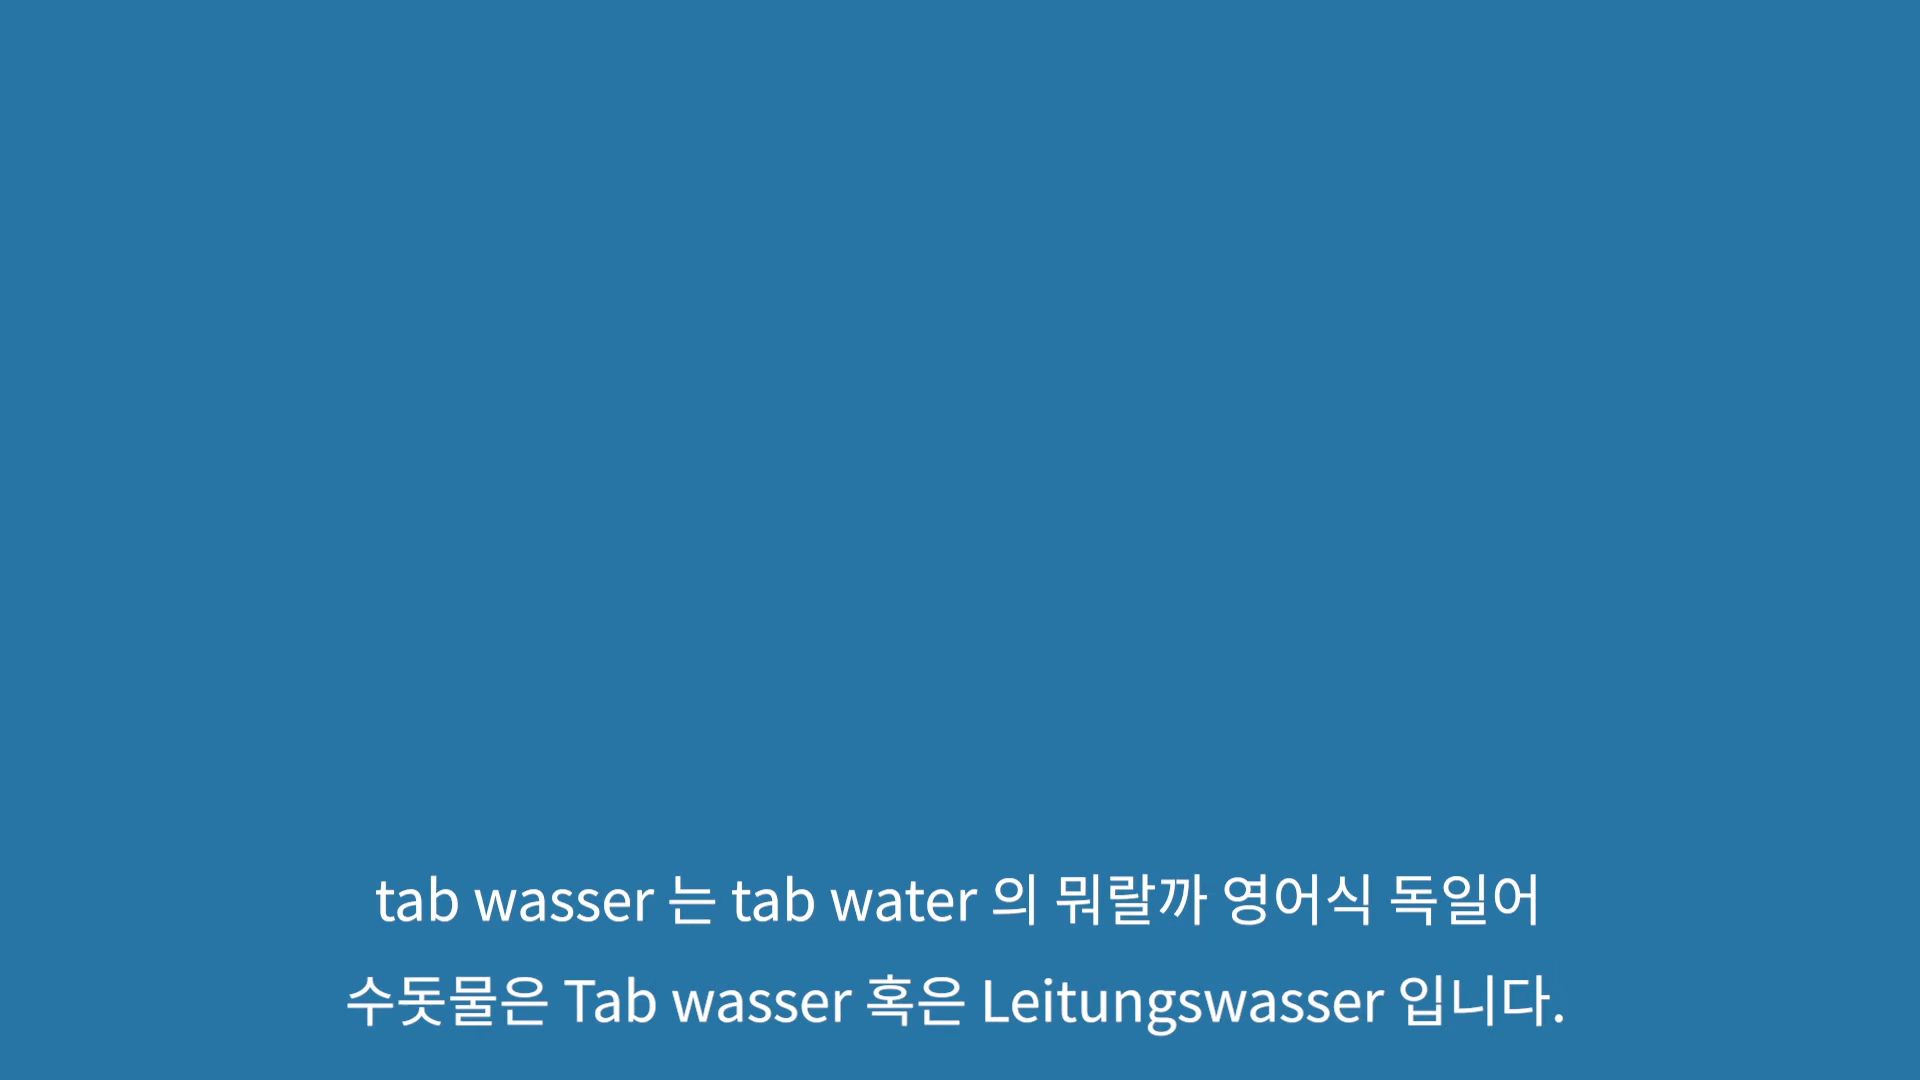 tab wasser 는 tab water 의 뭐랄까 영어식 독일어
수돗물은 Tab wasser 혹은 Leitungswasser 입니다.